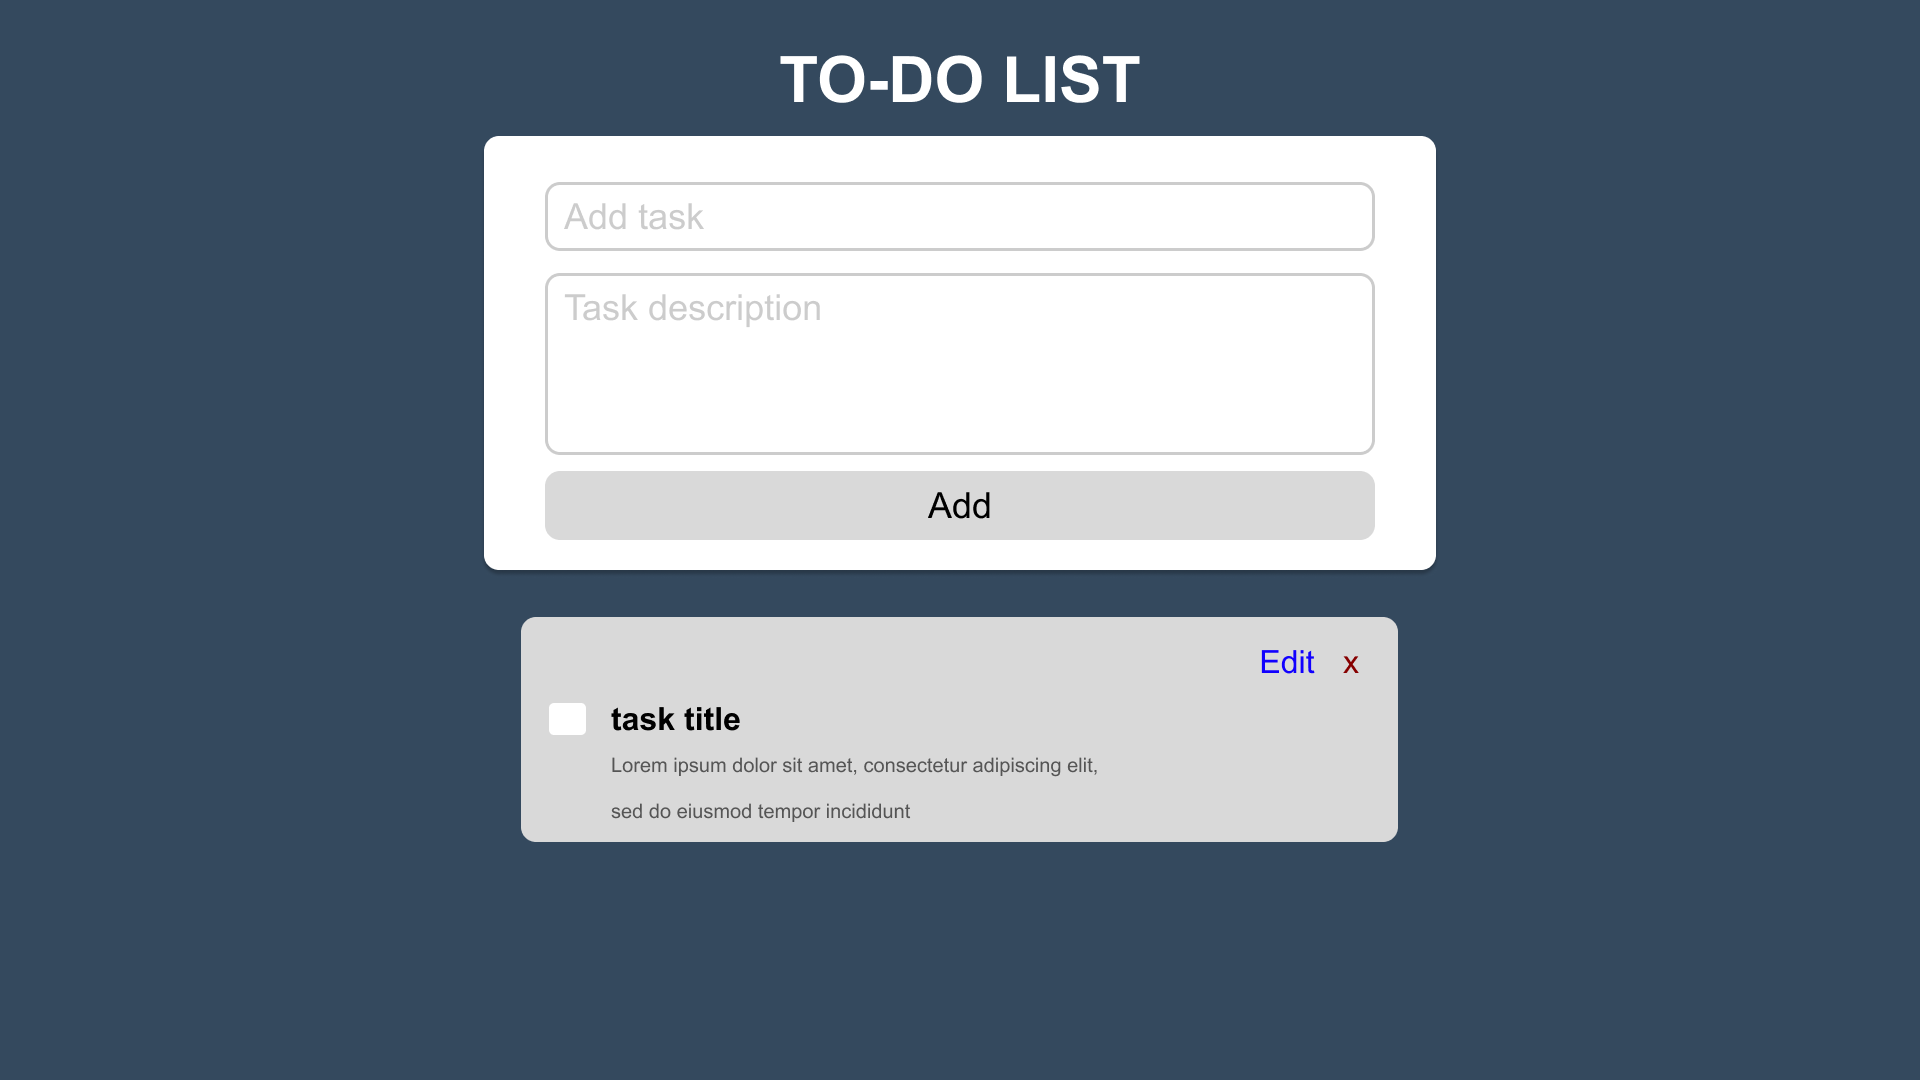 TO-DO LIST
Add task
Task description
Add
Edit x
task title
Lorem ipsum dolor sit amet, consectetur adipiscing elit,
sed do eiusmod tempor incididunt